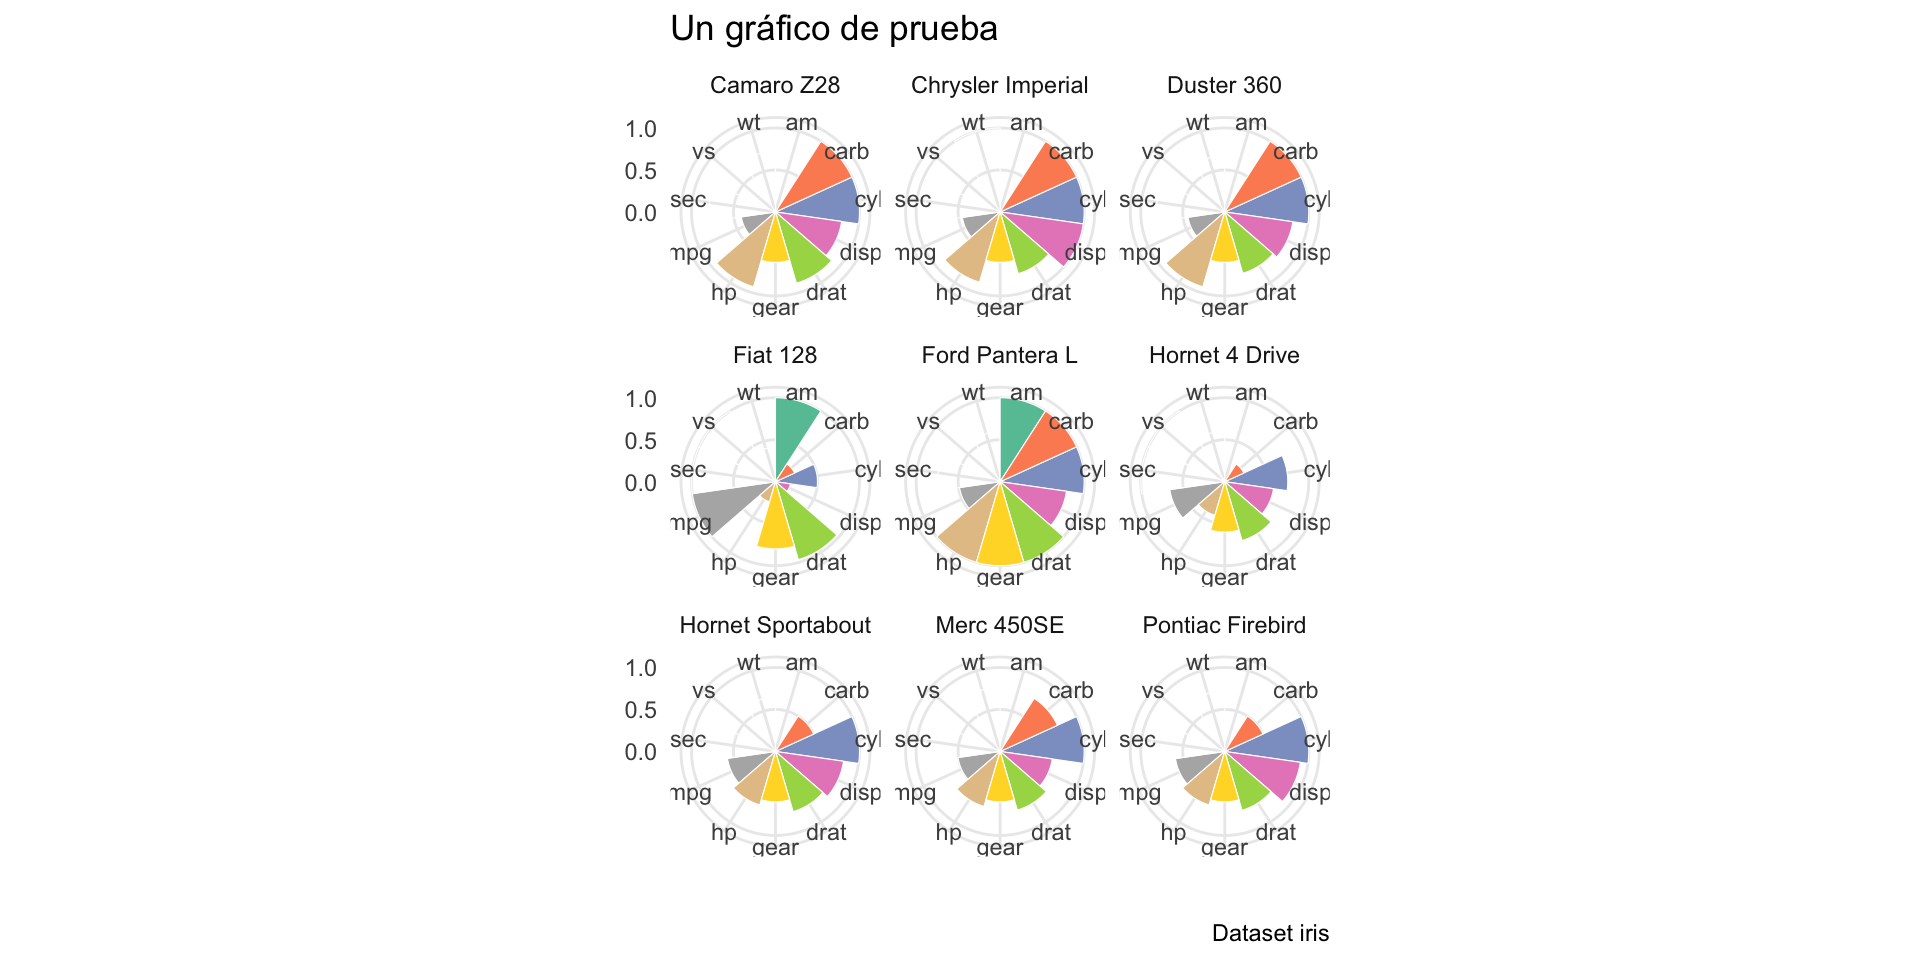 Un gráfico de prueba
Camaro Z28 Chrysler Imperial Duster 360
wt am wt am wt am
1.0 vs carb vs carb vs carb
0.5
sec cyl sec cyl sec cyl
0.0
mpg disp mpg disp mpg disp
hp drat hp drat hp drat
gear gear gear
Fiat 128 Ford Pantera L Hornet 4 Drive
wt am wt am wt am
1.0 vs carb vs carb vs carb
0.5
sec cyl sec cyl sec cyl
0.0
mpg disp mpg disp mpg disp
hp drat hp drat hp drat
gear gear gear
Hornet Sportabout Merc 450SE Pontiac Firebird
wt am wt am wt am
1.0 vs carb vs carb vs carb
0.5
sec cyl sec cyl sec cyl
0.0
mpg disp mpg disp mpg disp
hp drat hp drat hp drat
gear gear gear
Dataset iris